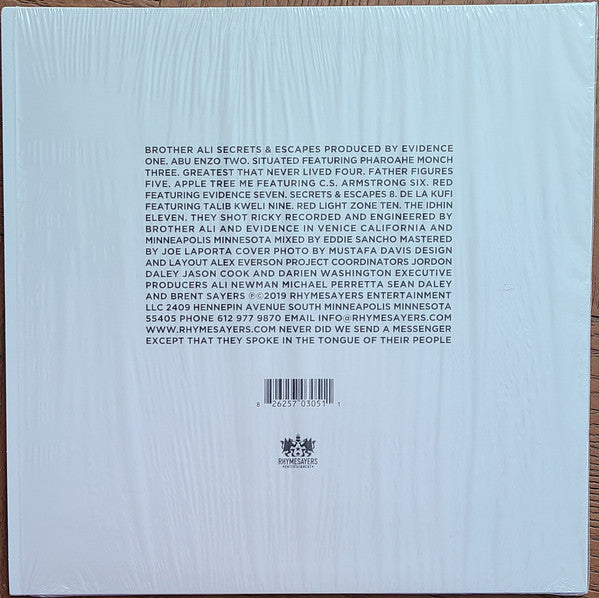 BROTHER ALI SECRETS & ESCAPES PRODUCED BY EVIDENCE
ONE. ABU ENZO TWO. SITUATED FEATURING PHAROAHE MONCH
THREE. GREATEST THAT NEVER LIVED FOUR. FATHER FIGURES
FIVE. APPLE TREE ME FEATURING C.S. ARMSTRONG SIX. RED
FEATURING EVIDENCE SEVEN. SECRETS & ESCAPES 8. DE LA KUFI
FEATURING TALIB KWELI NINE. RED LIGHT ZONE TEN. THE IDHIN
ELEVEN. THEY SHOT RICKY RECORDED AND ENGINEERED BY
BROTHER ALI AND EVIDENCE IN VENICE CALIFORNIA AND
MINNEAPOLIS MINNESOTA MIXED BY EDDIE SANCHO MASTERED
BY JOE LAPORTA COVER PHOTO BY MUSTAFA DAVIS DESIGN
AND LAYOUT ALEX EVERSON PROJECT COORDINATORS JORDON
DALEY JASON COOK AND DARIEN WASHINGTON EXECUTIVE
PRODUCERS ALI NEWMAN MICHAEL PERRETTA SEAN DALEY
AND BRENT SAYERS ℗©2019 RHYMESAYERS ENTERTAINMENT
LLC 2409 HENNEPIN AVENUE SOUTH MINNEAPOLIS MINNESOTA
55405 PHONE 612 977 9870 EMAIL INFO@RHYMESAYERS.COM
WWW.RHYMESAYERS.COM NEVER DID WE SEND A MESSENGER
EXCEPT THAT THEY SPOKE IN THE TONGUE OF THEIR PEOPLE
8 26257 03051 1
RHYMESAYERS
ENTERTAINMENT